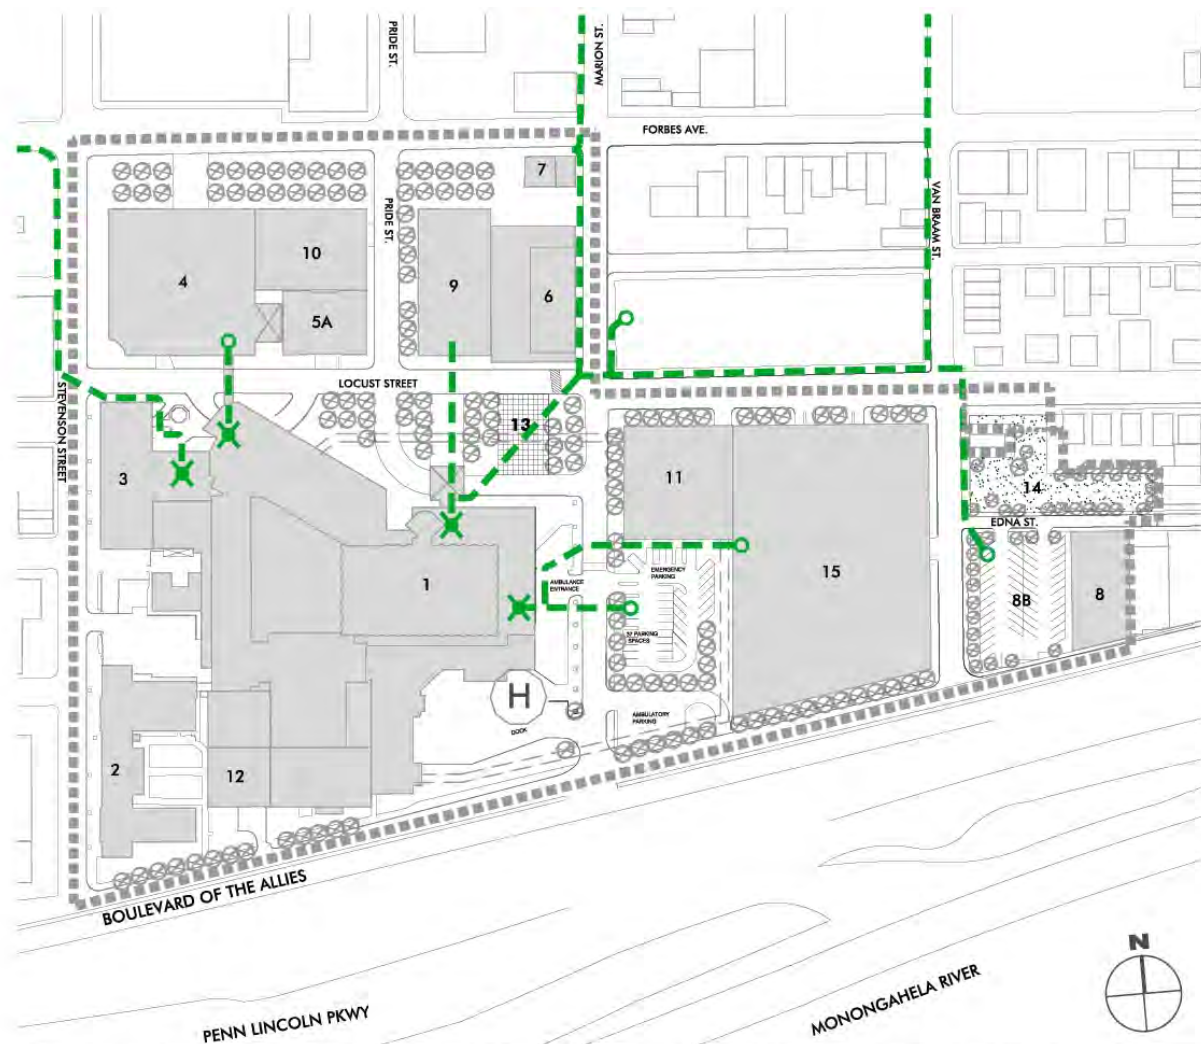 PRIDE ST.
MARION ST.
FORBES AVE.
7
VAN BRAAM ST.
PRIDE ST.
10
4
9
6
5A
LOCUST STREET
STEVENSON STREET
13
3
11
14
EDNA ST.
EMERGENCY
PARKING
15
1
AMBULANCE
ENTRANCE
8B
8
PARKING
SPACES
H
AMBULATORY
PARKING
DOCK
2
12
BOULEVARD OF THE ALLIES
N
MONONGAHELA RIVER
PENN LINCOLN PKWY